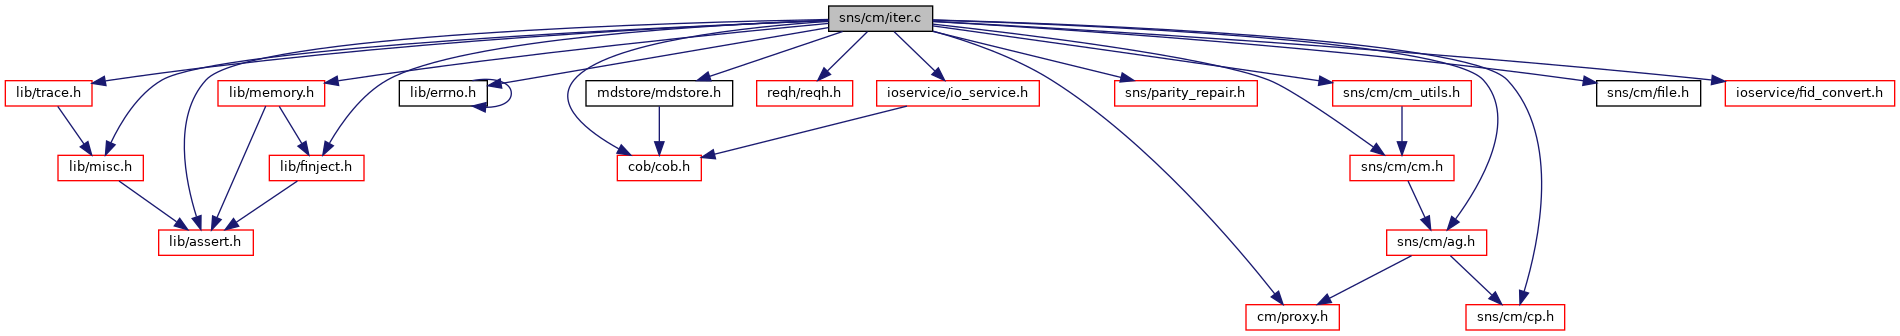 sns/cm/iter.c
lib/trace.h
lib/memory.h
lib/errno.h
mdstore/mdstore.h
reqh/reqh.h
ioservice/io_service.h
sns/parity_repair.h
sns/cm/cm_utils.h
sns/cm/file.h
ioservice/fid_convert.h
lib/misc.h
lib/finject.h
cob/cob.h
sns/cm/cm.h
lib/assert.h
sns/cm/ag.h
cm/proxy.h
sns/cm/cp.h